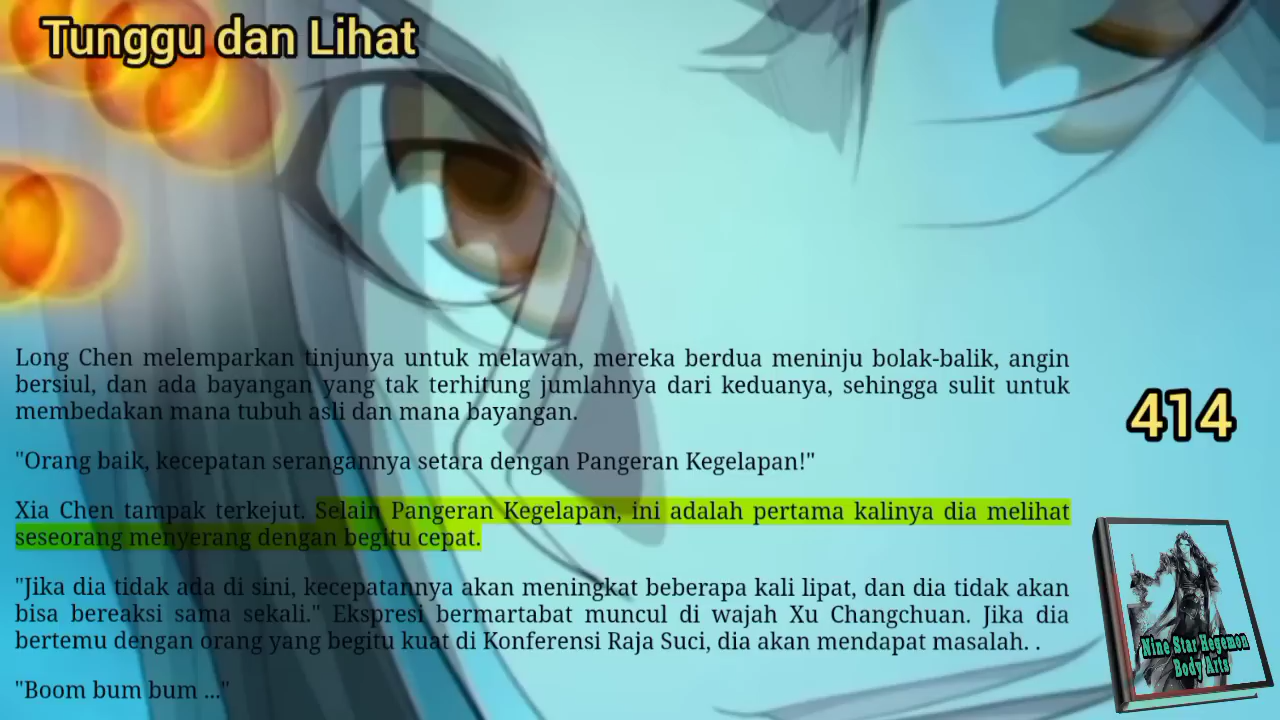 Tunggu dan Lihat
Long Chen melemparkan tinjunya untuk melawan, mereka berdua meninju bolak-balik, angin
bersiul, dan ada bayangan yang tak terhitung jumlahnya dari keduanya, sehingga sulit untuk
membedakan mana tubuh asli dan mana bayangan.
"Orang baik, kecepatan serangannya setara dengan Pangeran Kegelapan!"
Xia Chen tampak terkejut. Selain Pangeran Kegelapan, ini adalah pertama kalinya dia melihat
seseorang menyerang dengan begitu cepat.
"Jika dia tidak ada di sini, kecepatannya akan meningkat beberapa kali lipat, dan dia tidak akan
bisa bereaksi sama sekali." Ekspresi bermartabat muncul di wajah Xu Changchuan. Jika dia
bertemu dengan orang yang begitu kuat di Konferensi Raja Suci, dia akan mendapat masalah. .
"Boom bum bum ..."
414
Nine Star Hegemon
Body Arts